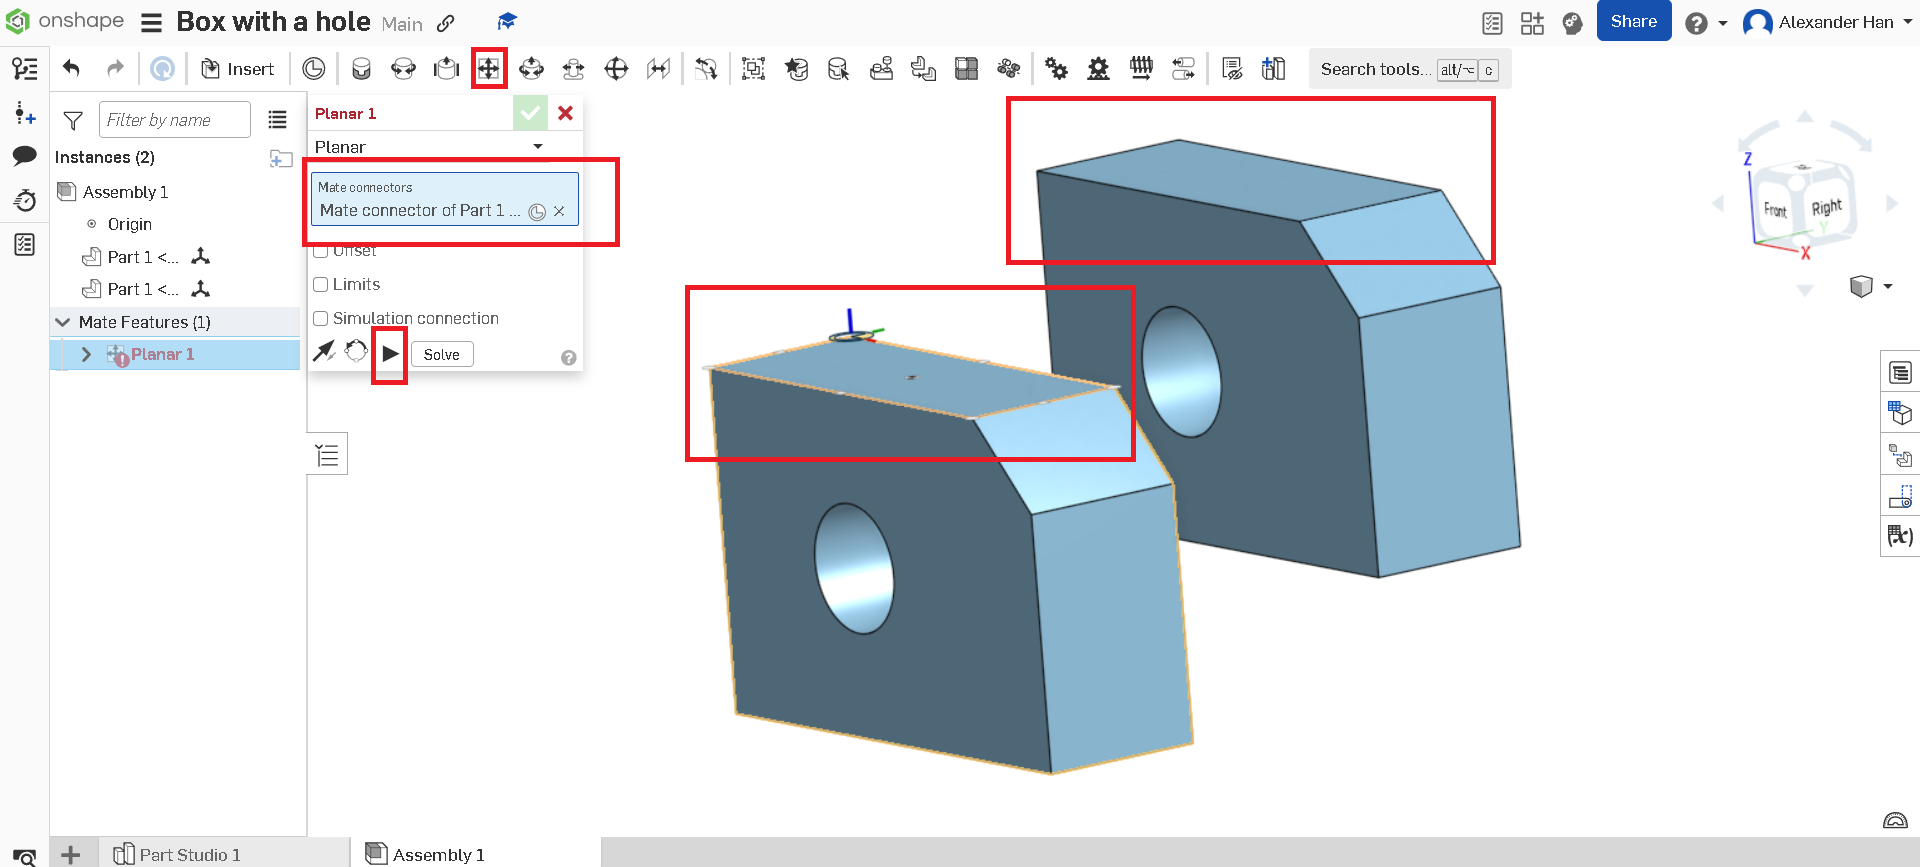 onshape
Box with a hole Main
Share
Alexander Han
Insert
Search tools... alt/⌥ c
Filter by name
Instances (2)
Assembly 1
Origin
Part 1 <...
Part 1 <...
Mate Features (1)
Planar 1
Planar 1
Planar
Mate connectors
Mate connector of Part 1 ...
Offset
Limits
Simulation connection
Solve
Z
Front
Right
Y
X
(x)
Part Studio 1
Assembly 1